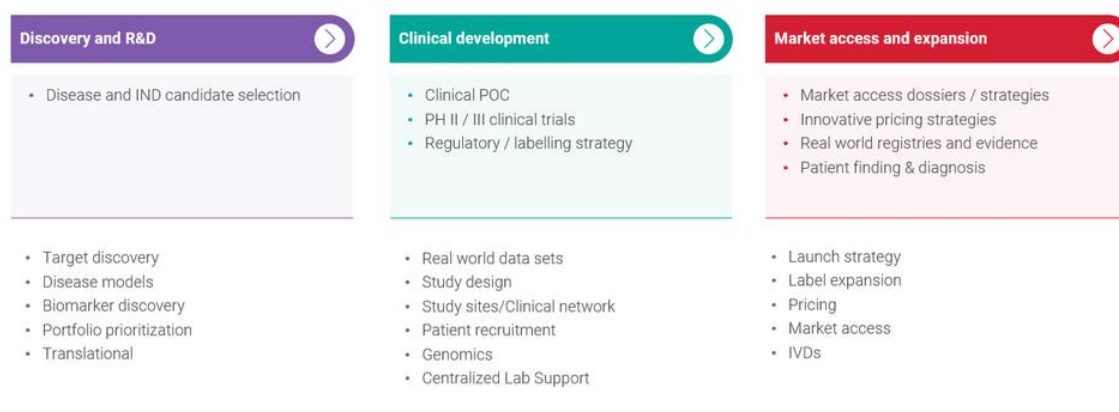 Discovery and R&D
• Disease and IND candidate selection
• Target discovery
• Disease models
• Biomarker discovery
• Portfolio prioritization
• Translational
Clinical development
• Clinical POC
• PH II / III clinical trials
• Regulatory / labelling strategy
• Real world data sets
• Study design
• Study sites/Clinical network
• Patient recruitment
• Genomics
• Centralized Lab Support
Market access and expansion
• Market access dossiers / strategies
• Innovative pricing strategies
• Real world registries and evidence
• Patient finding & diagnosis
• Launch strategy
• Label expansion
• Pricing
• Market access
• IVDs